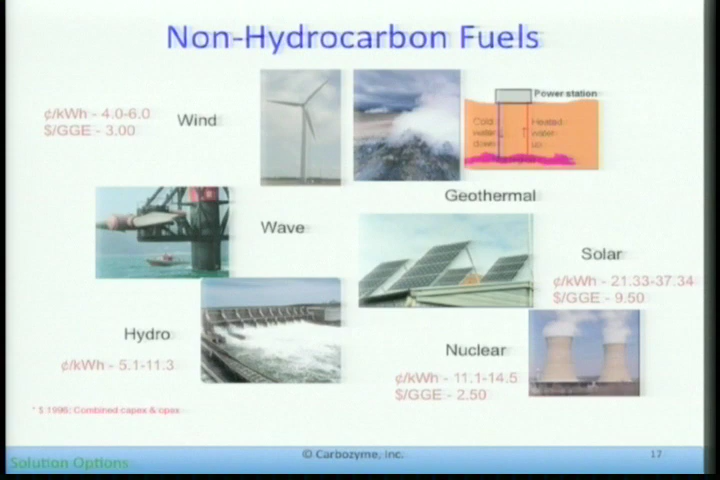 Non-Hydrocarbon Fuels
¢/kWh - 4.0-6.0
$/GGE - 3.00
Wind
Power station
Cold water down
Heated water up
Geothermal
Wave
Solar
¢/kWh - 21.33-37.34
$/GGE - 9.50
Hydro
¢/kWh - 5.1-11.3
Nuclear
¢/kWh - 11.1-14.5
$/GGE - 2.50
* $ 1996; Combined capex & opex
Solution Options
© Carbozyme, Inc.
17